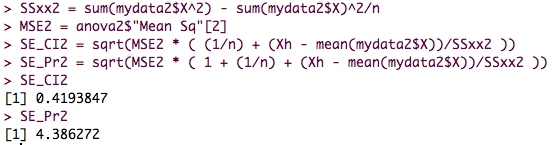 > SSxx2 = sum(mydata2$X^2) - sum(mydata2$X)^2/n
> MSE2 = anova2$"Mean Sq"[2]
> SE_CI2 = sqrt(MSE2 * ( (1/n) + (Xh - mean(mydata2$X))/SSxx2 ))
> SE_Pr2 = sqrt(MSE2 * ( 1 + (1/n) + (Xh - mean(mydata2$X))/SSxx2 ))
> SE_CI2
[1] 0.4193847
> SE_Pr2
[1] 4.386272